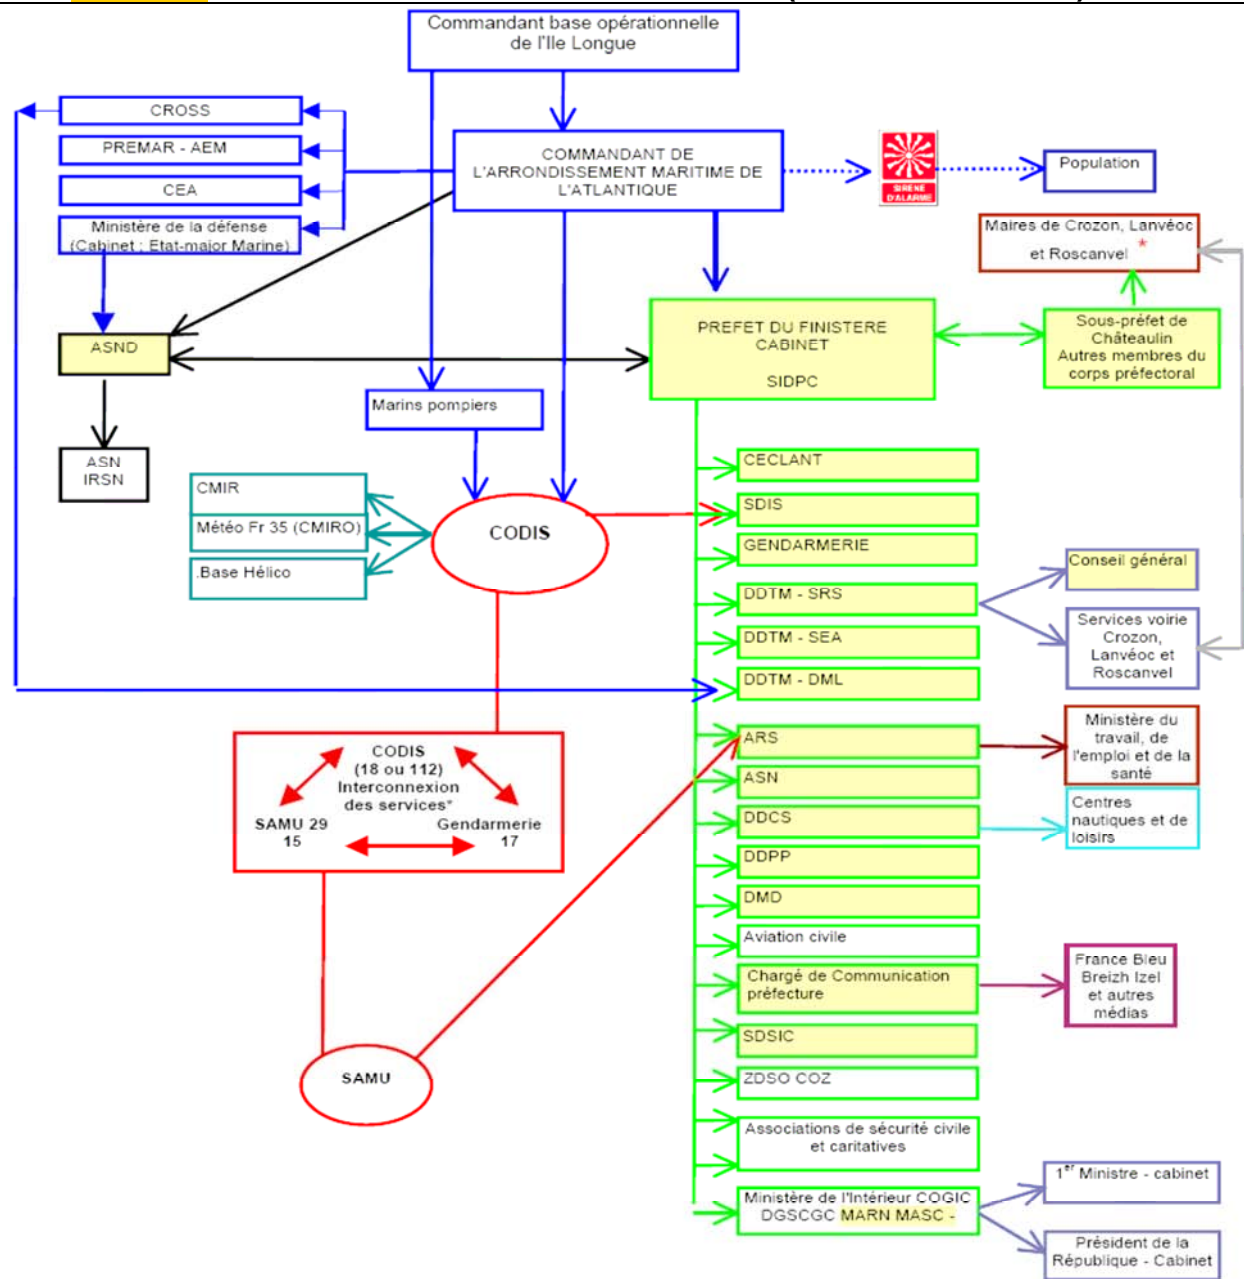 Commandant base opérationnelle
de l'Ile Longue
CROSS
PREMAR - AEM
CEA
Ministère de la défense
(Cabinet ; Etat-major Marine)
COMMANDANT DE
L'ARRONDISSEMENT MARITIME DE
L'ATLANTIQUE
SIRENE
D'ALARME
Population
Maires de Crozon, Lanvéoc
et Roscanvel *
ASND
PREFET DU FINISTERE
CABINET
SIDPC
Sous-préfet de
Châteaulin
Autres membres du
corps préfectoral
Marins pompiers
ASN
IRSN
CMIR
Météo Fr 35 (CMIRO)
.Base Hélico
CODIS
CECLANT
SDIS
GENDARMERIE
DDTM - SRS
DDTM - SEA
DDTM - DML
ARS
ASN
DDCS
DDPP
DMD
Aviation civile
Chargé de Communication
préfecture
SDSIC
ZDSO COZ
Associations de sécurité civile
et caritatives
Ministère de l'Intérieur COGIC
DGSCGC MARN MASC -
Conseil général
Services voirie
Crozon,
Lanvéoc et
Roscanvel
Ministère du
travail, de
l'emploi et de la
santé
Centres
nautiques et de
loisirs
France Bleu
Breizh Izel
et autres
médias
1er Ministre - cabinet
Président de la
République - Cabinet
CODIS
(18 ou 112)
Interconnexion
des services*
SAMU 29
15
Gendarmerie
17
SAMU